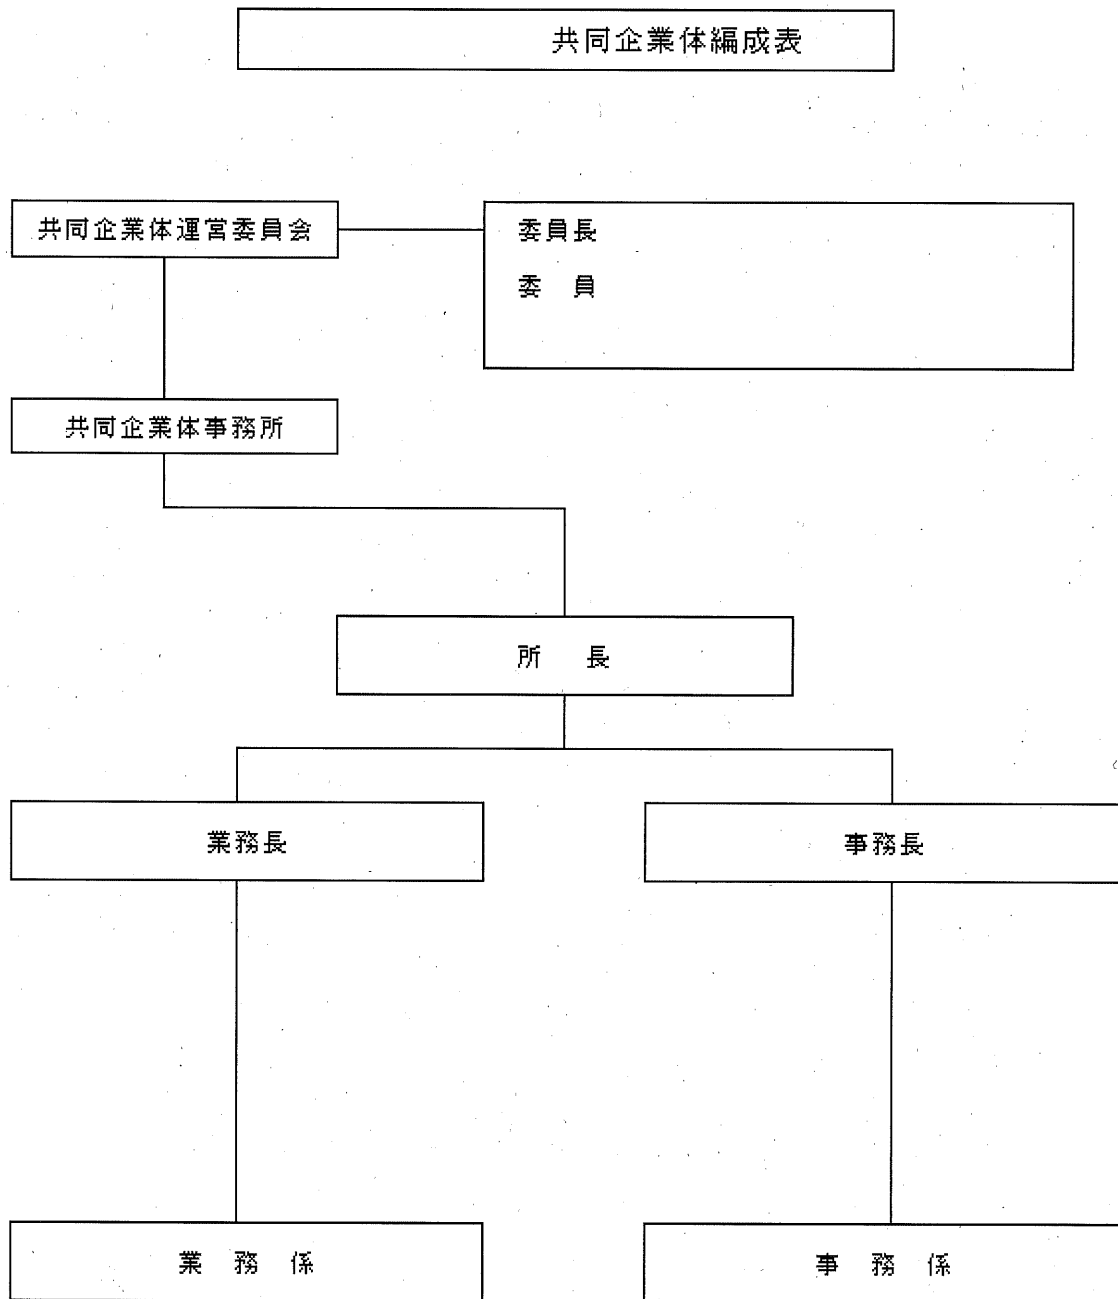 共同企業体編成表
共同企業体運営委員会
委員長
委　員
共同企業体事務所
所　長
業務長
事務長
業　務　係
事　務　係